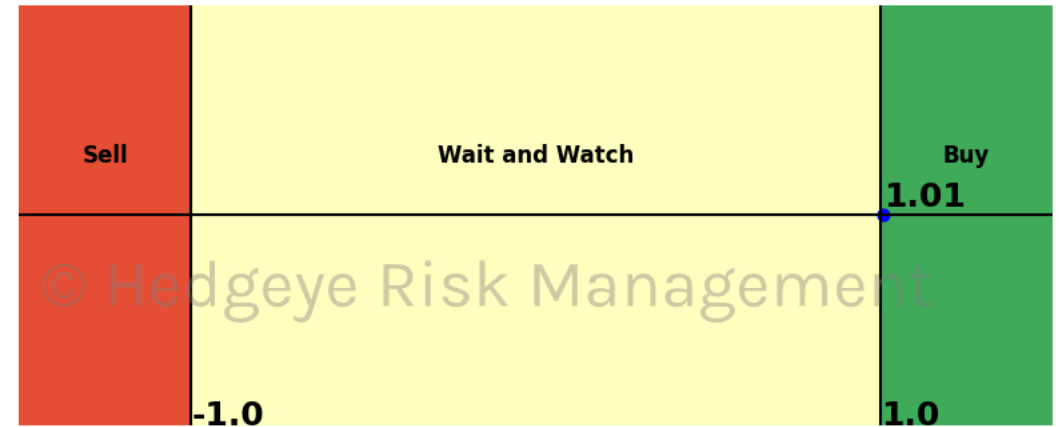 Sell
Wait and Watch
Buy
1.01
© Hedgeye Risk Management
-1.0
1.0